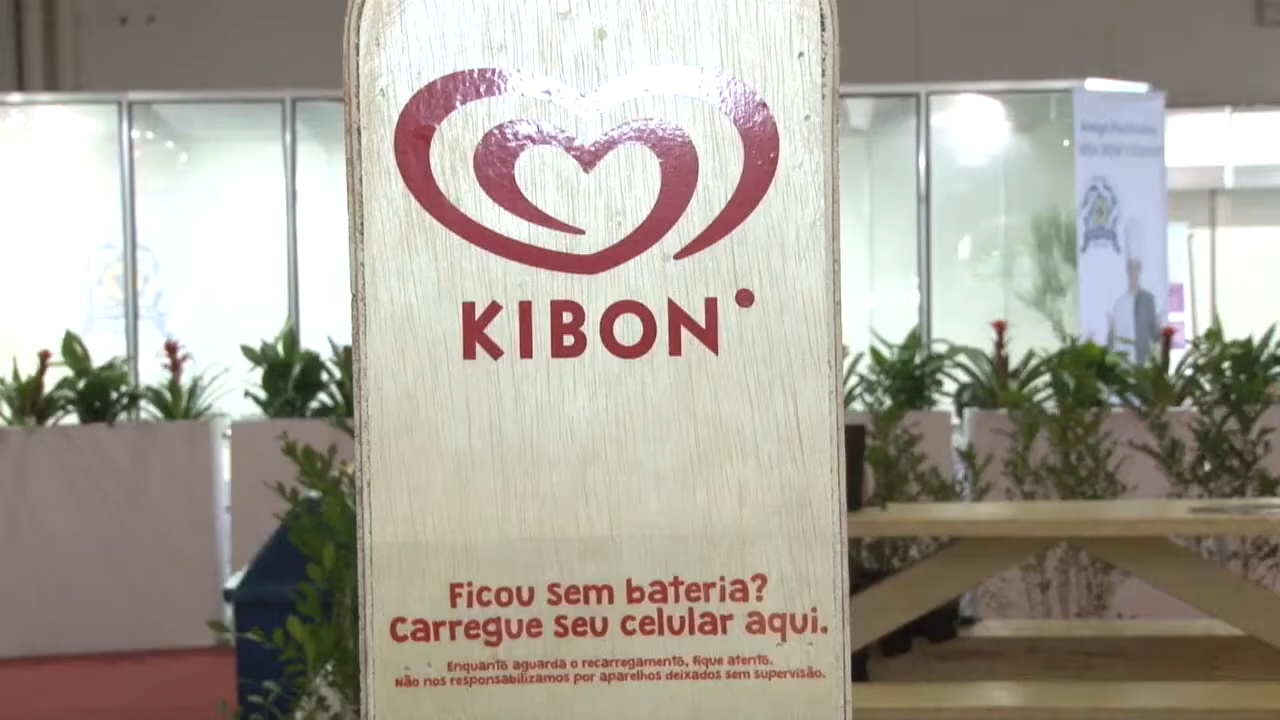 KIBON
Ficou sem bateria?
Carregue seu celular aqui.
Enquanto aguarda o recarregamento, fique atento.
Não nos responsabilizamos por aparelhos deixados sem supervisão.